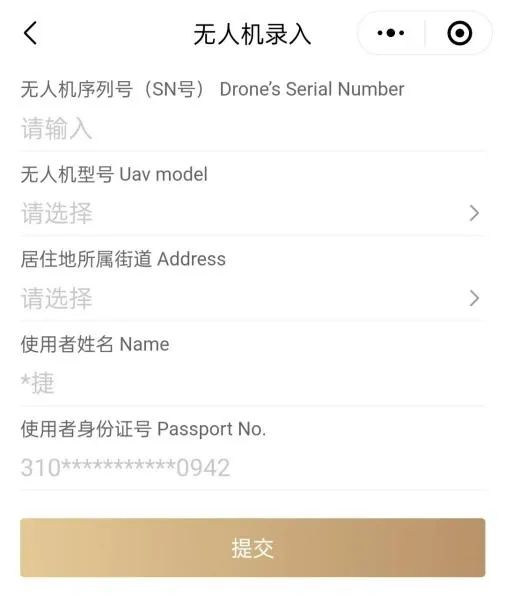 无人机录入
无人机序列号（SN号） Drone’s Serial Number
请输入
无人机型号 Uav model
请选择
居住地所属街道 Address
请选择
使用者姓名 Name
*捷
使用者身份证号 Passport No.
310***********0942
提交